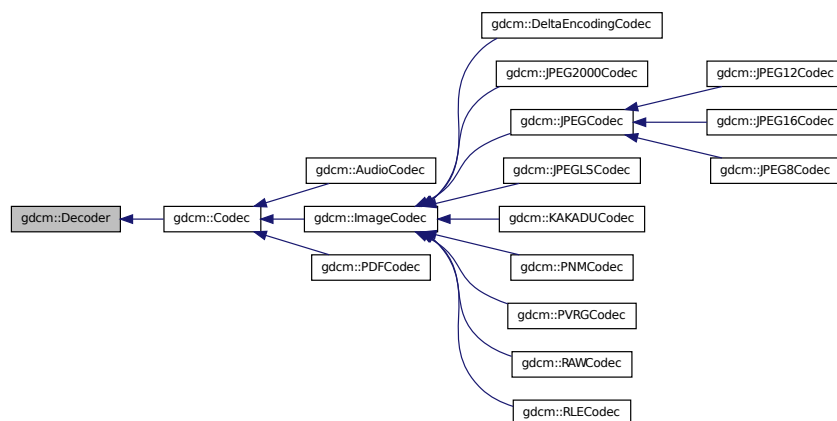 gdcm::DeltaEncodingCodec
gdcm::JPEG2000Codec
gdcm::JPEG12Codec
gdcm::JPEGCodec
gdcm::JPEG16Codec
gdcm::AudioCodec
gdcm::JPEGLSCodec
gdcm::JPEG8Codec
gdcm::Decoder
gdcm::Codec
gdcm::ImageCodec
gdcm::KAKADUCodec
gdcm::PDFCodec
gdcm::PNMCodec
gdcm::PVRGCodec
gdcm::RAWCodec
gdcm::RLECodec